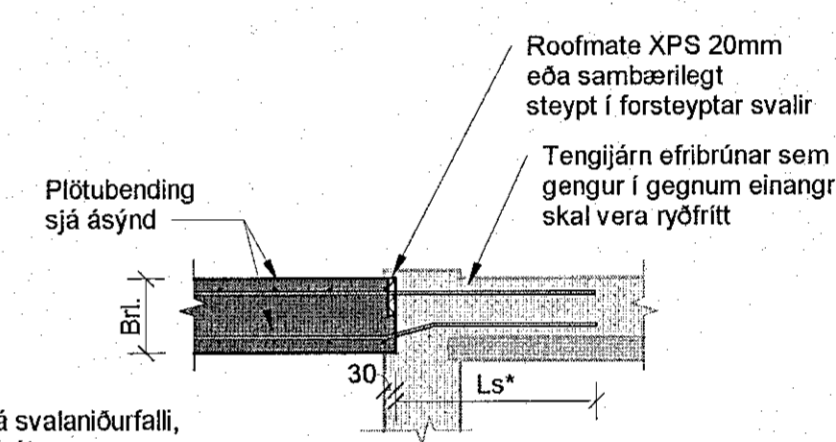 Roofmate XPS 20mm
eða sambærilegt
steypt í forsteyptar svalir
Tengijárn efribrúnar sem
gengur í gegnum einangr
skal vera ryðfrítt
Plötubending
sjá ásýnd
Brl.
30
Ls*
á svalaniðurfalli,